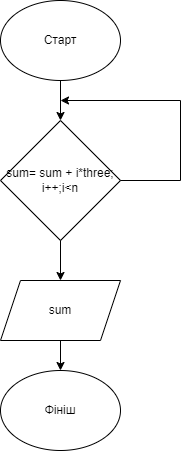 Старт
sum= sum + i*three;
i++;i<n
sum
Фініш